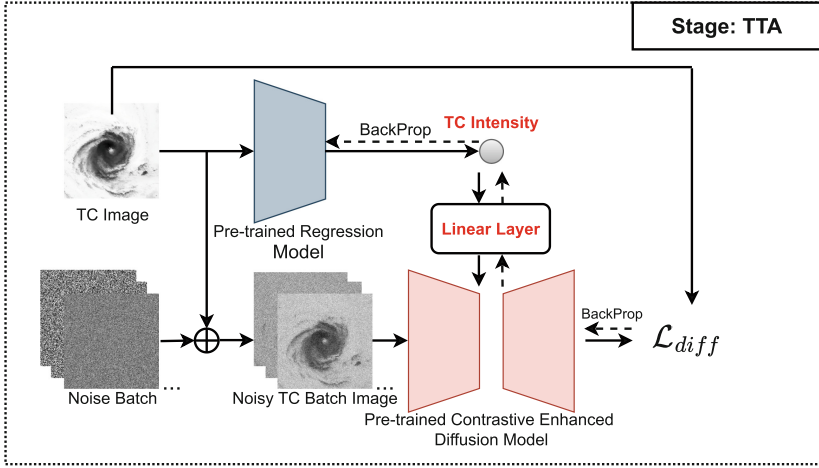 Stage: TTA
BackProp
TC Intensity
TC Image
Pre-trained Regression
Model
Linear Layer
BackProp
ℒ_diff
Noise Batch
...
Noisy TC Batch Image
...
Pre-trained Contrastive Enhanced
Diffusion Model